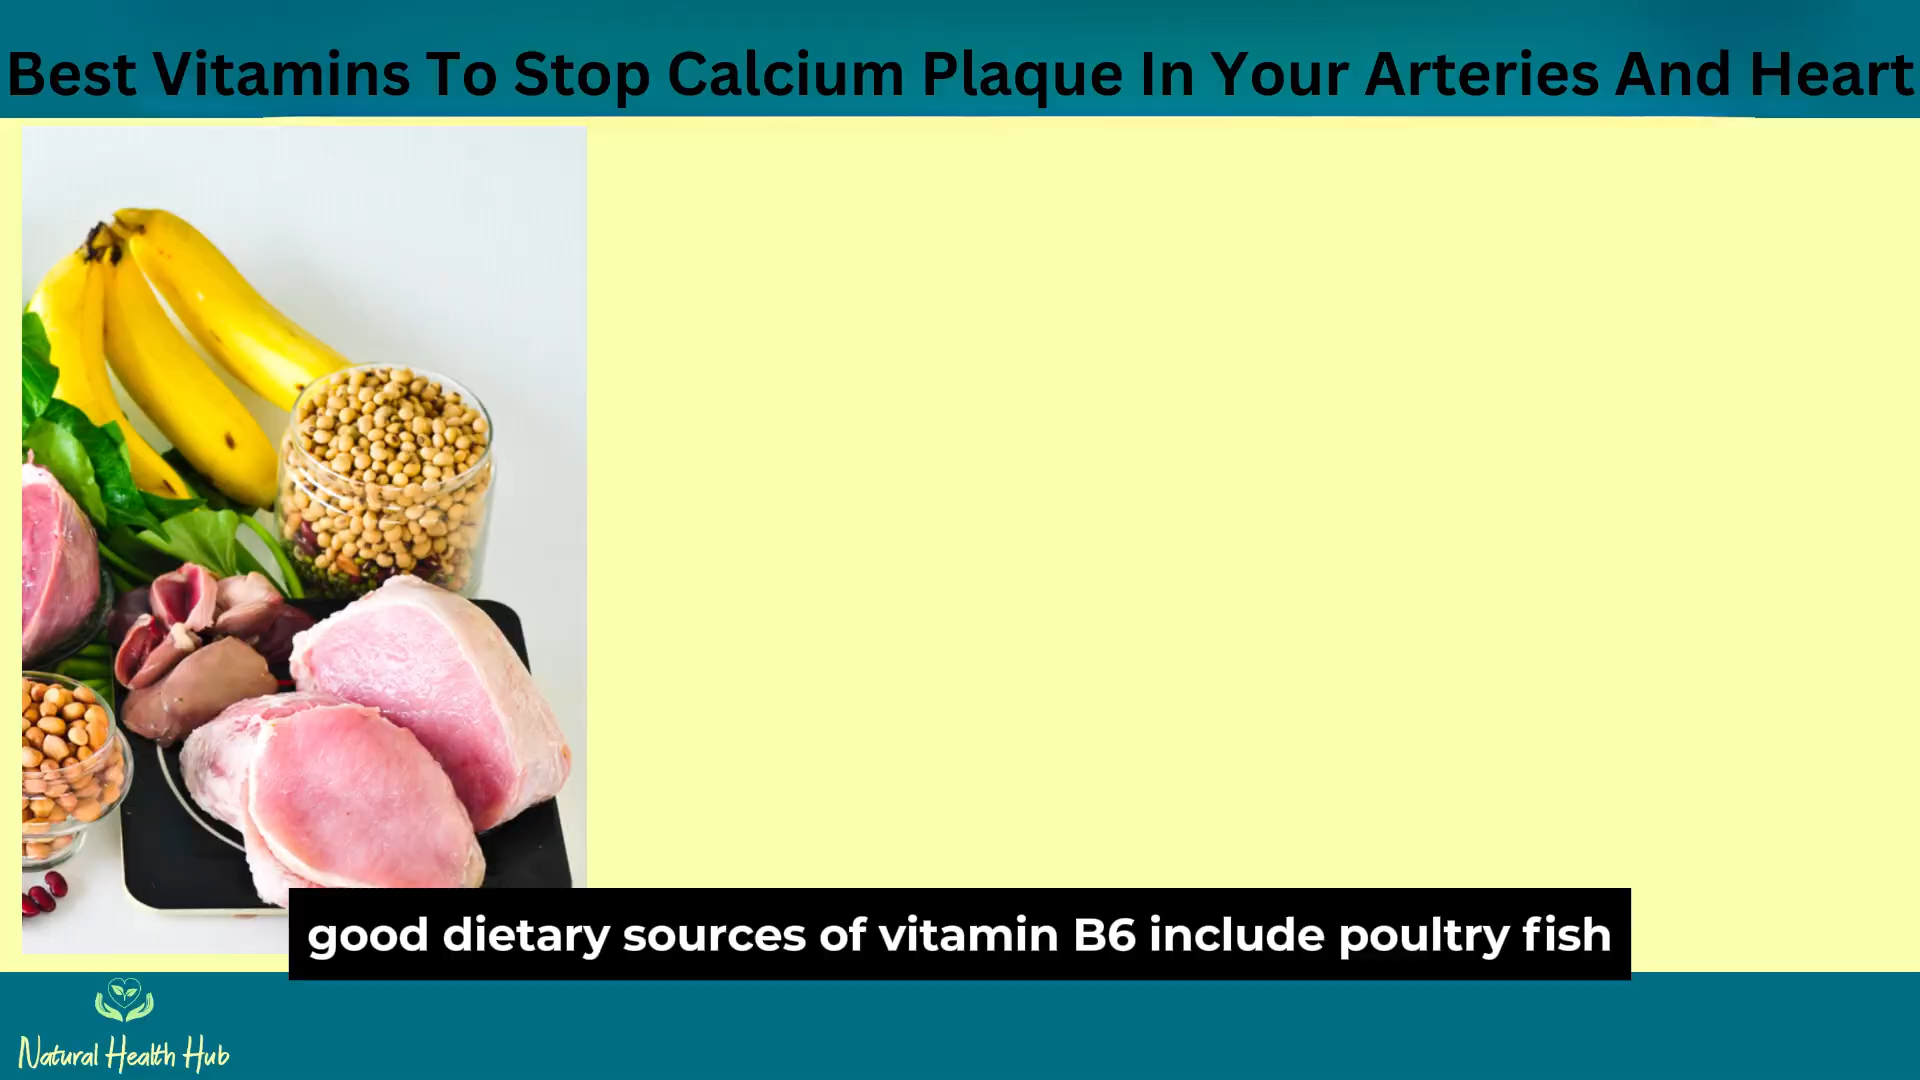 Best Vitamins To Stop Calcium Plaque In Your Arteries And Heart
good dietary sources of vitamin B6 include poultry fish
Natural Health Hub